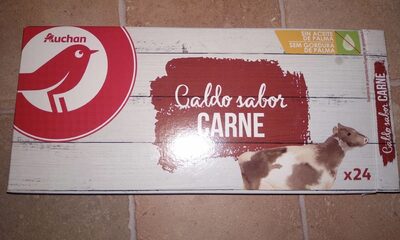 Auchan
SIN ACEITE
DE PALMA
SEM GORDURA
DE PALMA
Caldo sabor
CARNE
x24
Caldo sabor CARNE